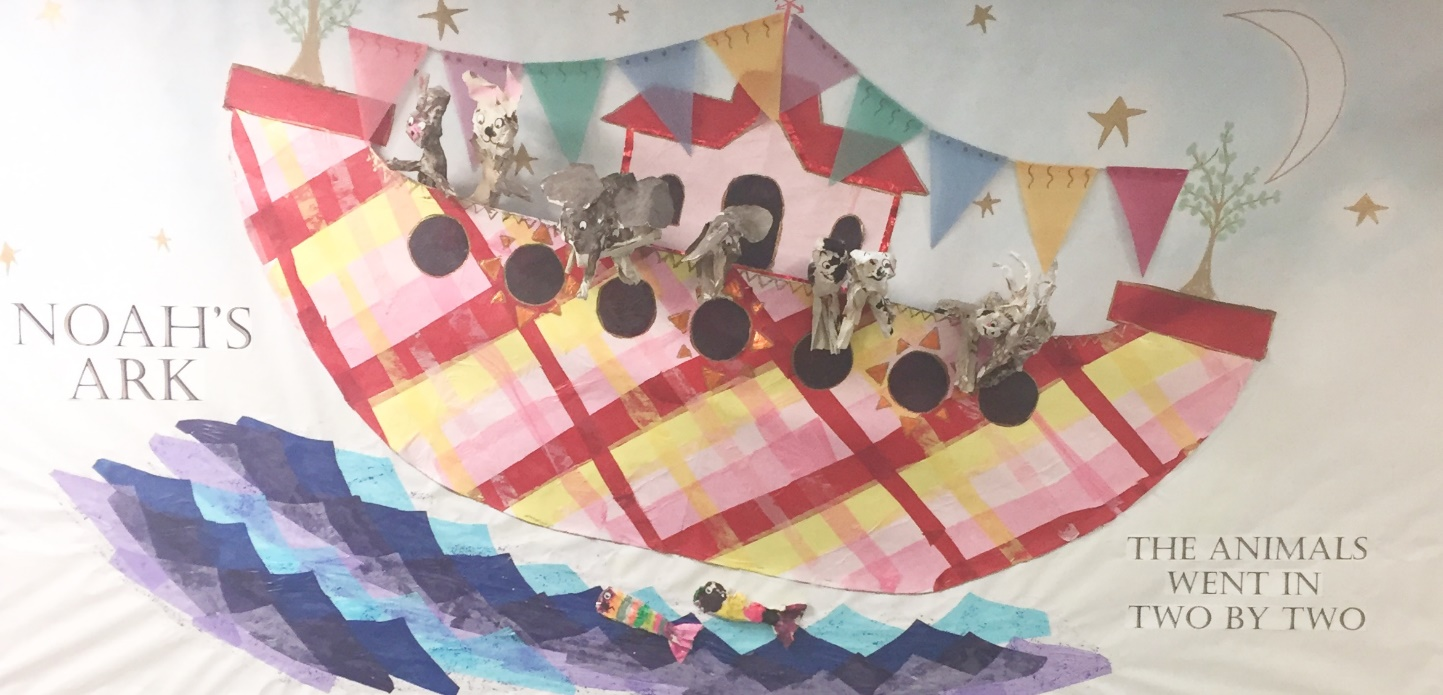 NOAH'S
ARK
THE ANIMALS
WENT IN
TWO BY TWO